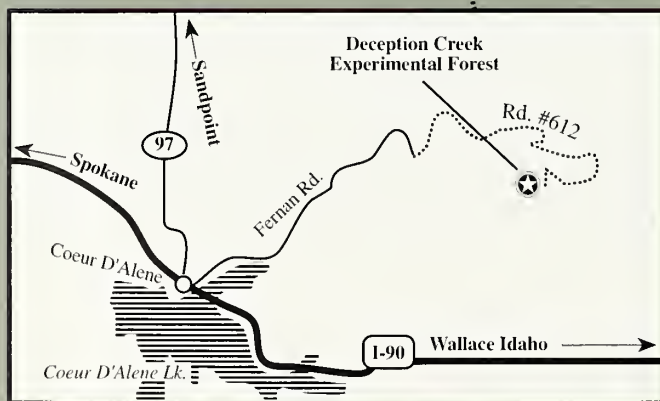 Deception Creek
Experimental Forest
Sandpoint
Rd. #612
97
Spokane
Fernan Rd.
Coeur D'Alene
I-90
Wallace Idaho
Coeur D'Alene Lk.